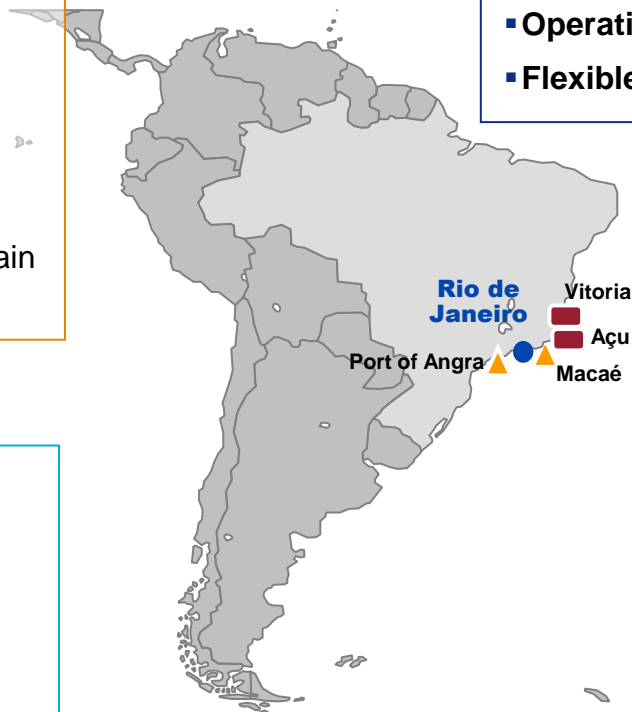 Operati
Flexible
ain
Rio de
Janeiro
Vitoria
Açu
Port of Angra
Macaé